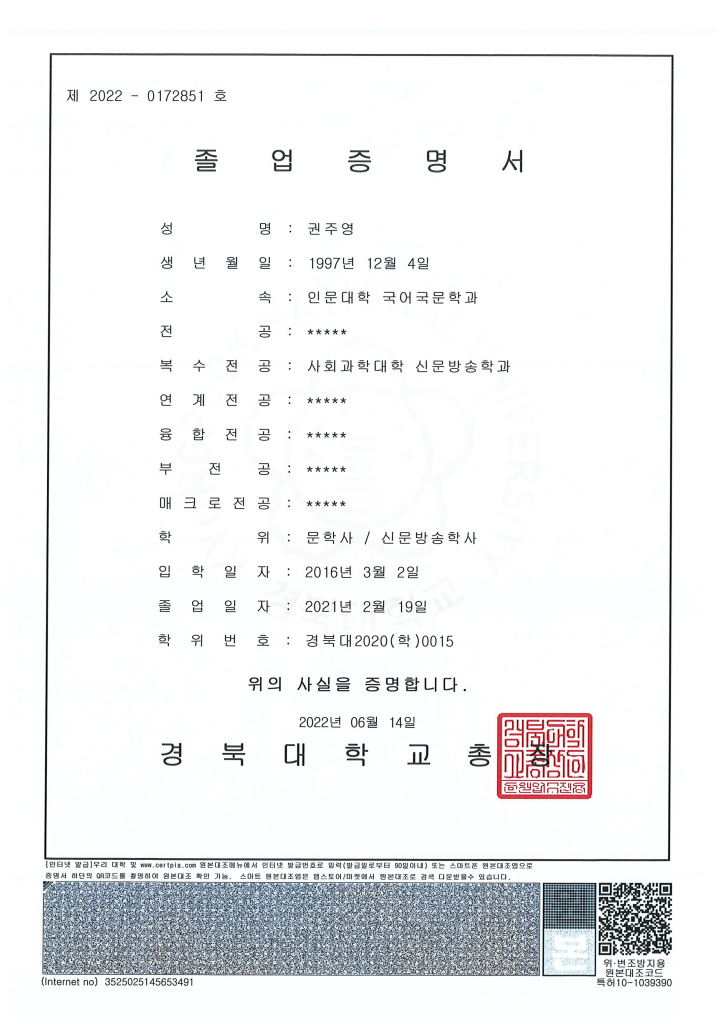 제 2022 - 0172851 호
졸 업 증 명 서
성 명 : 권주영
생 년 월 일 : 1997년 12월 4일
소 속 : 인문대학 국어국문학과
전 공 : *****
복 수 전 공 : 사회과학대학 신문방송학과
연 계 전 공 : *****
융 합 전 공 : *****
부 전 공 : *****
매 크 로 전 공 : *****
학 위 : 문학사 / 신문방송학사
입 학 일 자 : 2016년 3월 2일
졸 업 일 자 : 2021년 2월 19일
학 위 번 호 : 경북대2020(학)0015
위의 사실을 증명합니다.
2022년 06월 14일
경 북 대 학 교 총 장
[인터넷 발급]우리 대학 및 www.certpia.com 원본대조메뉴에서 인터넷 발급번호로 입력(발급일로부터 90일이내) 또는 스마트폰 원본대조앱으로
증명서 하단의 QR코드를 촬영하여 원본대조 확인 가능. 스마트 원본대조앱은 앱스토어/마켓에서 원본대조로 검색 다운받을수 있습니다.
위·변조방지용
원본대조코드
(Internet no) 3525025145653491
특허10-1039390